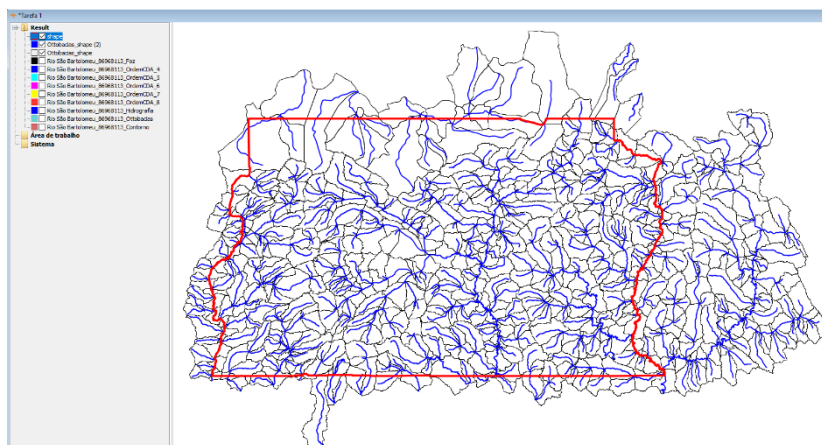 *Tarefa 1
Result
shape
Ottobacias_shape (2)
Ottobacias_shape
Rio São Bartolomeu_86968113_Foz
Rio São Bartolomeu_86968113_OrdemCDA_4
Rio São Bartolomeu_86968113_OrdemCDA_5
Rio São Bartolomeu_86968113_OrdemCDA_6
Rio São Bartolomeu_86968113_OrdemCDA_7
Rio São Bartolomeu_86968113_OrdemCDA_8
Rio São Bartolomeu_86968113_Hidrografia
Rio São Bartolomeu_86968113_Ottobacias
Rio São Bartolomeu_86968113_Contorno
Área de trabalho
Sistema